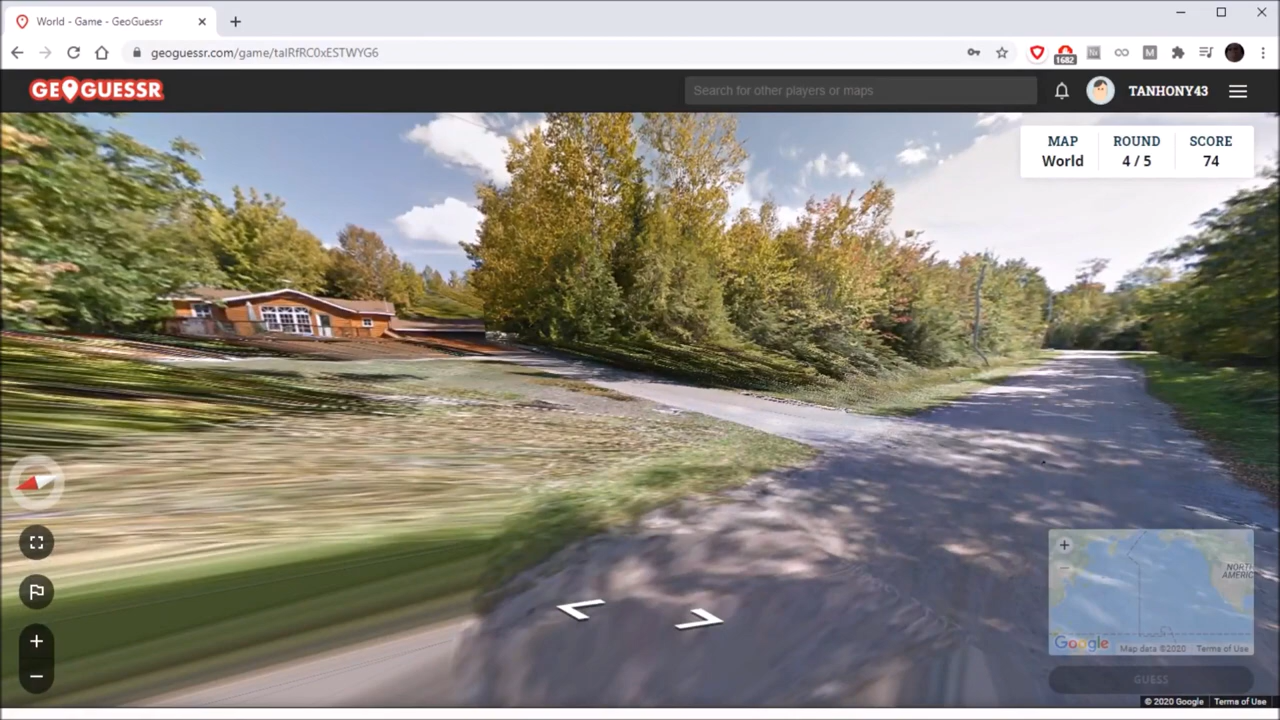 World - Game - GeoGuessr
geoguessr.com/game/taIRfRC0xESTWYG6
1682
M
GEOGUESSR
Search for other players or maps
TANHONY43
MAP
World
ROUND
4 / 5
SCORE
74
+
−
+
−
NORTH
AMERIC
Google
Map data ©2020
Terms of Use
GUESS
© 2020 Google
Terms of Use